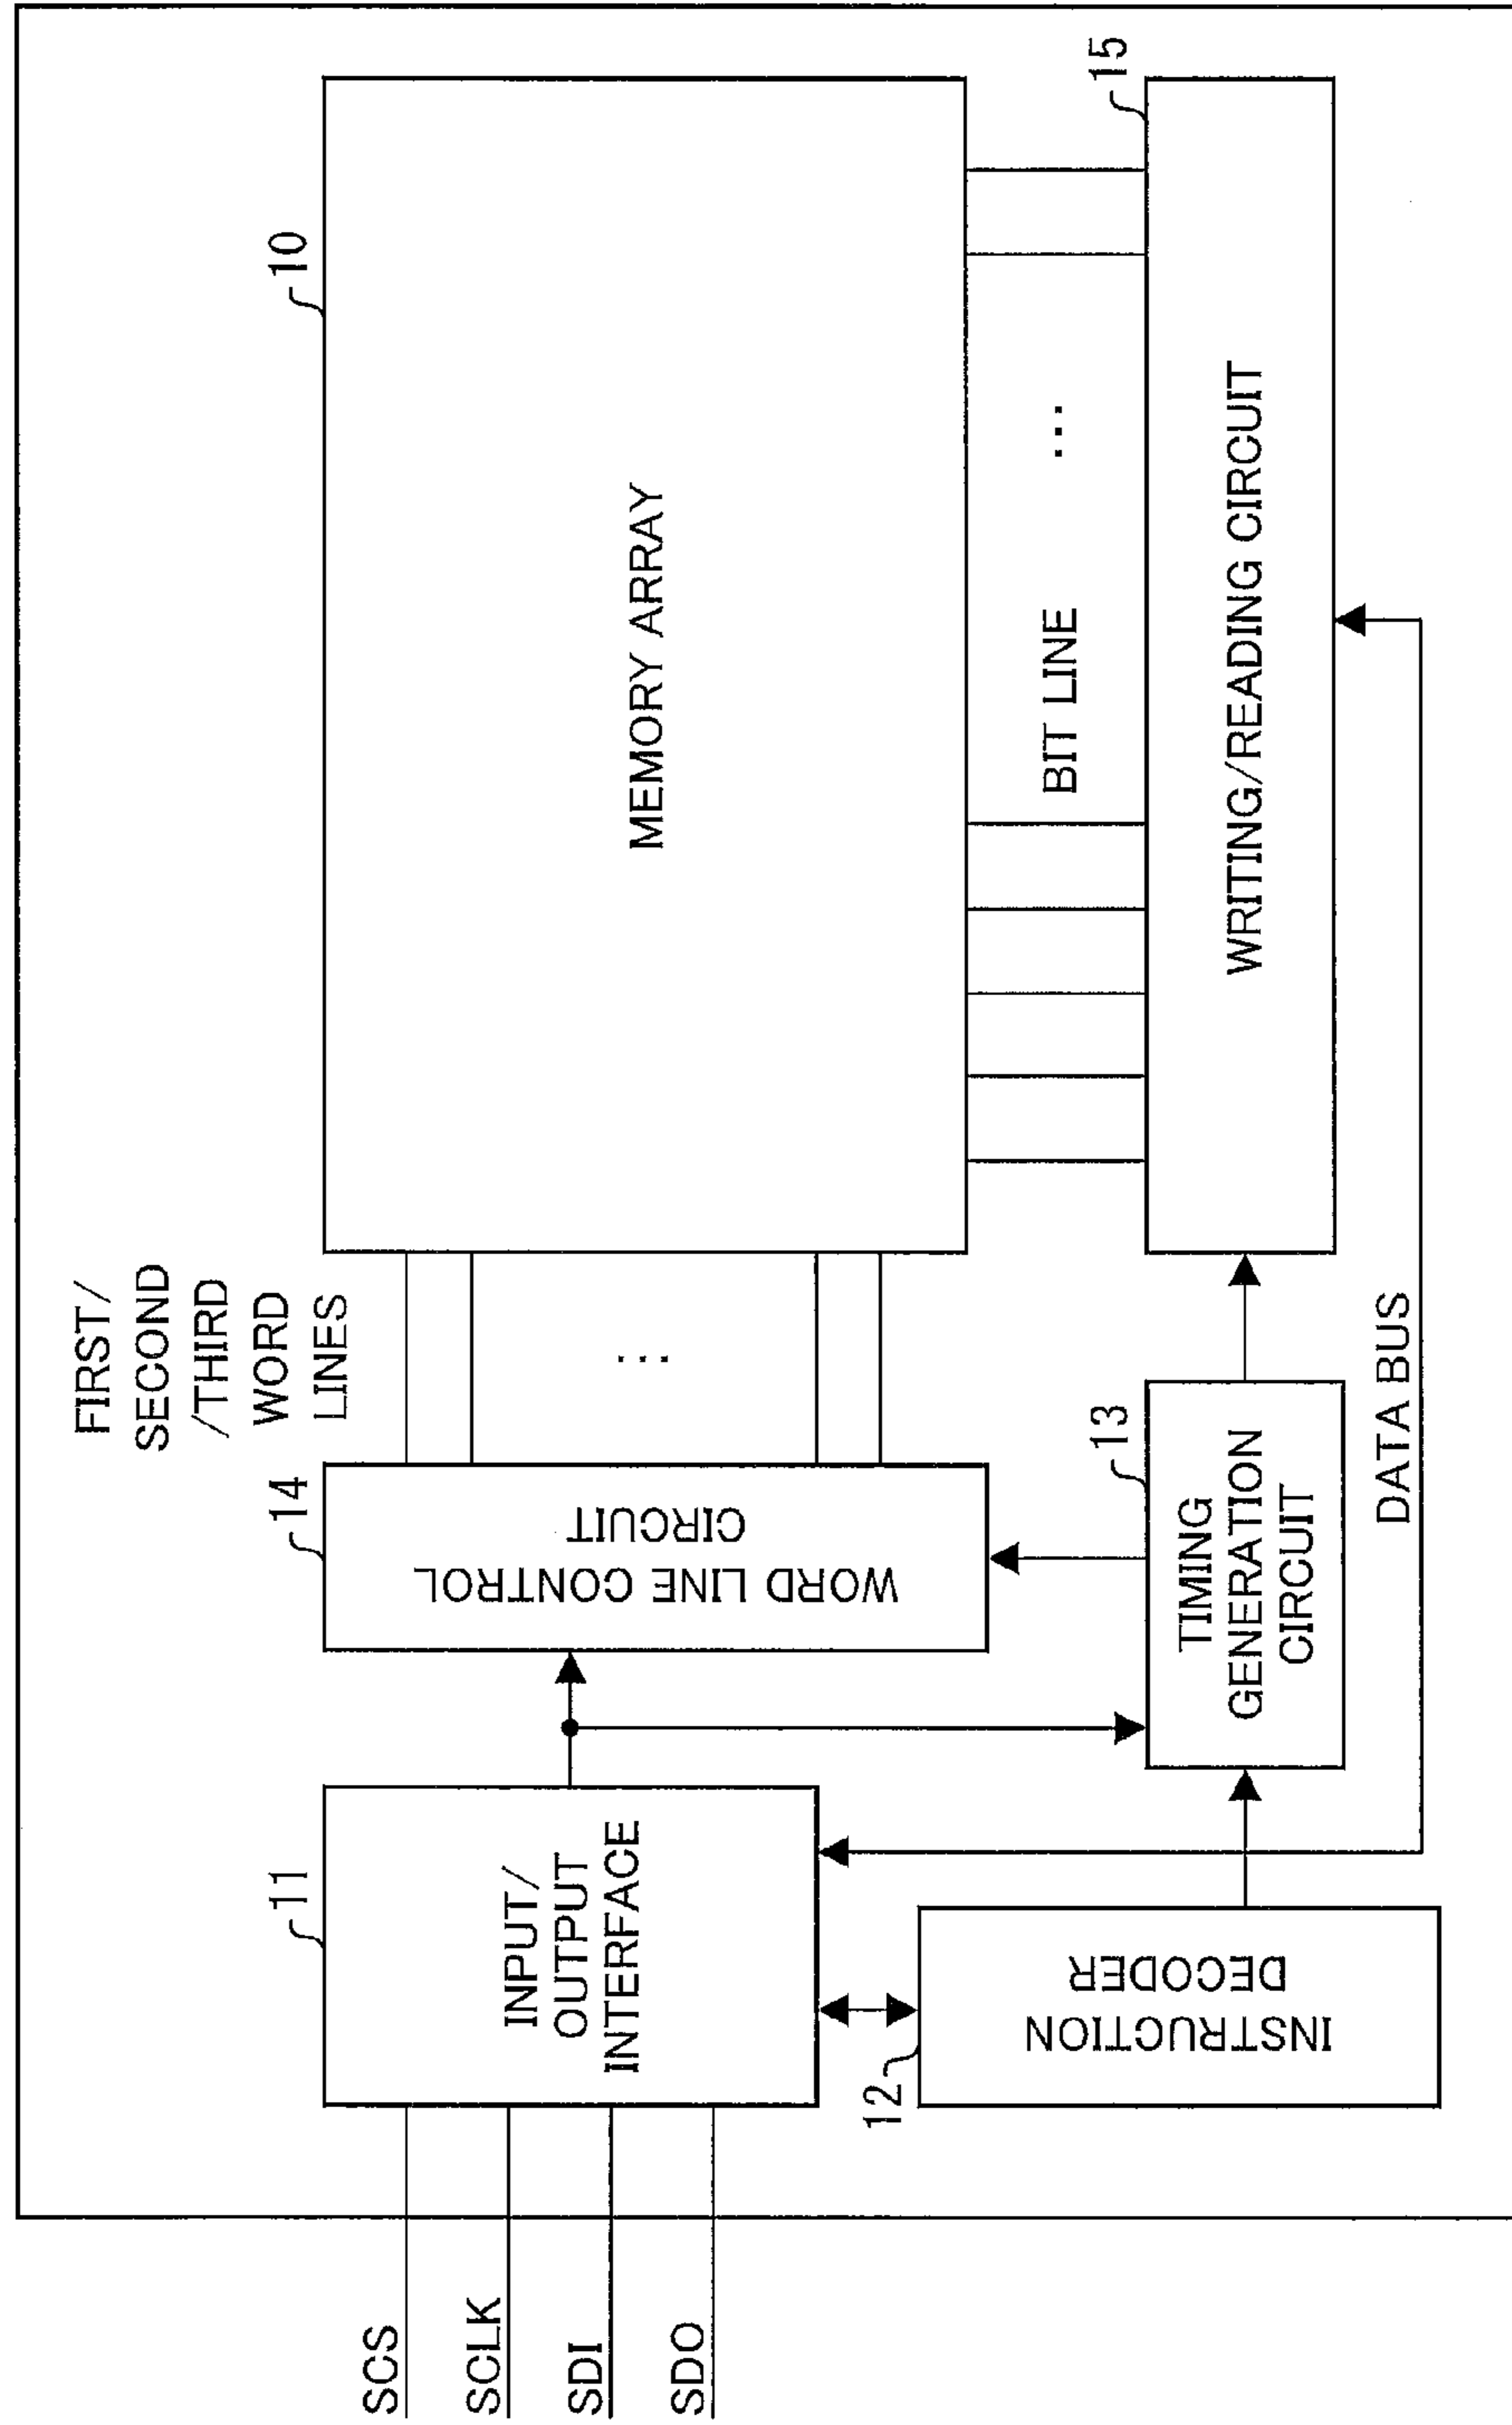 FIRST/
SECOND
/THIRD
WORD
LINES
10
MEMORY ARRAY
14
WORD LINE CONTROL
CIRCUIT
...
11
INPUT/
OUTPUT
INTERFACE
SCS
SCLK
SDI
SDO
BIT LINE ...
15
WRITING/READING CIRCUIT
13
TIMING
GENERATION
CIRCUIT
12
INSTRUCTION
DECODER
DATA BUS